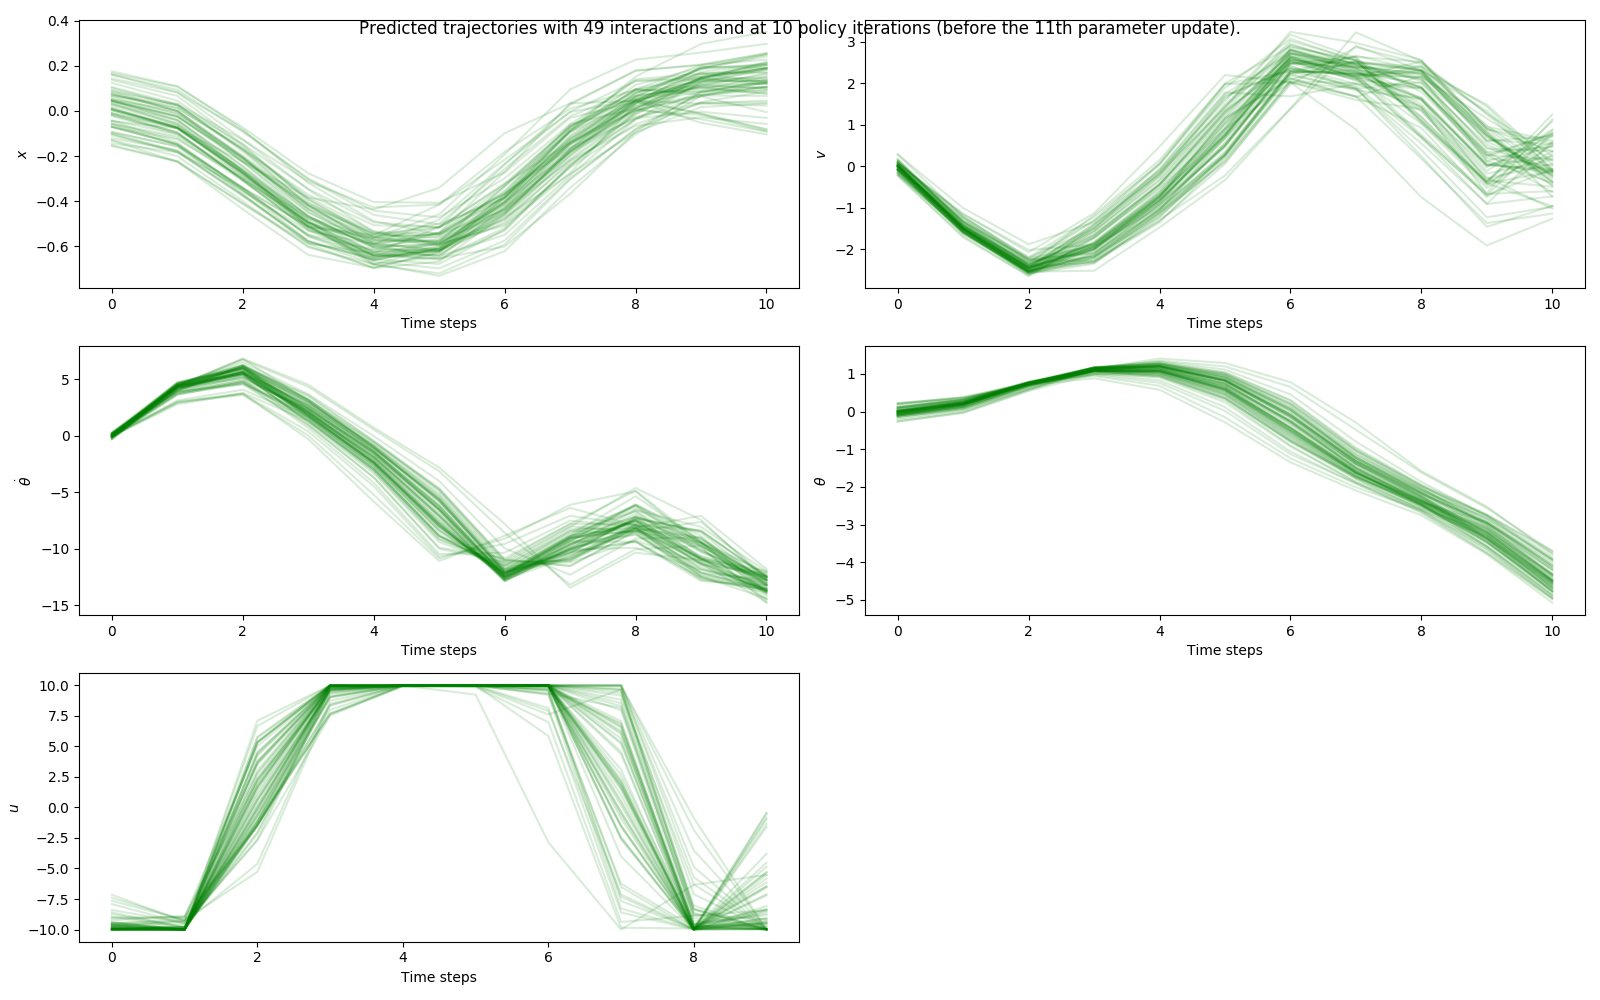 Predicted trajectories with 49 interactions and at 10 policy iterations (before the 11th parameter update).
0.4
0.2
0.0
−0.2
−0.4
−0.6
x
0 2 4 6 8 10
Time steps
3
2
1
0
−1
−2
v
0 2 4 6 8 10
Time steps
5
0
−5
−10
−15
θ̇
0 2 4 6 8 10
Time steps
1
0
−1
−2
−3
−4
−5
θ
0 2 4 6 8 10
Time steps
10.0
7.5
5.0
2.5
0.0
−2.5
−5.0
−7.5
−10.0
u
0 2 4 6 8
Time steps